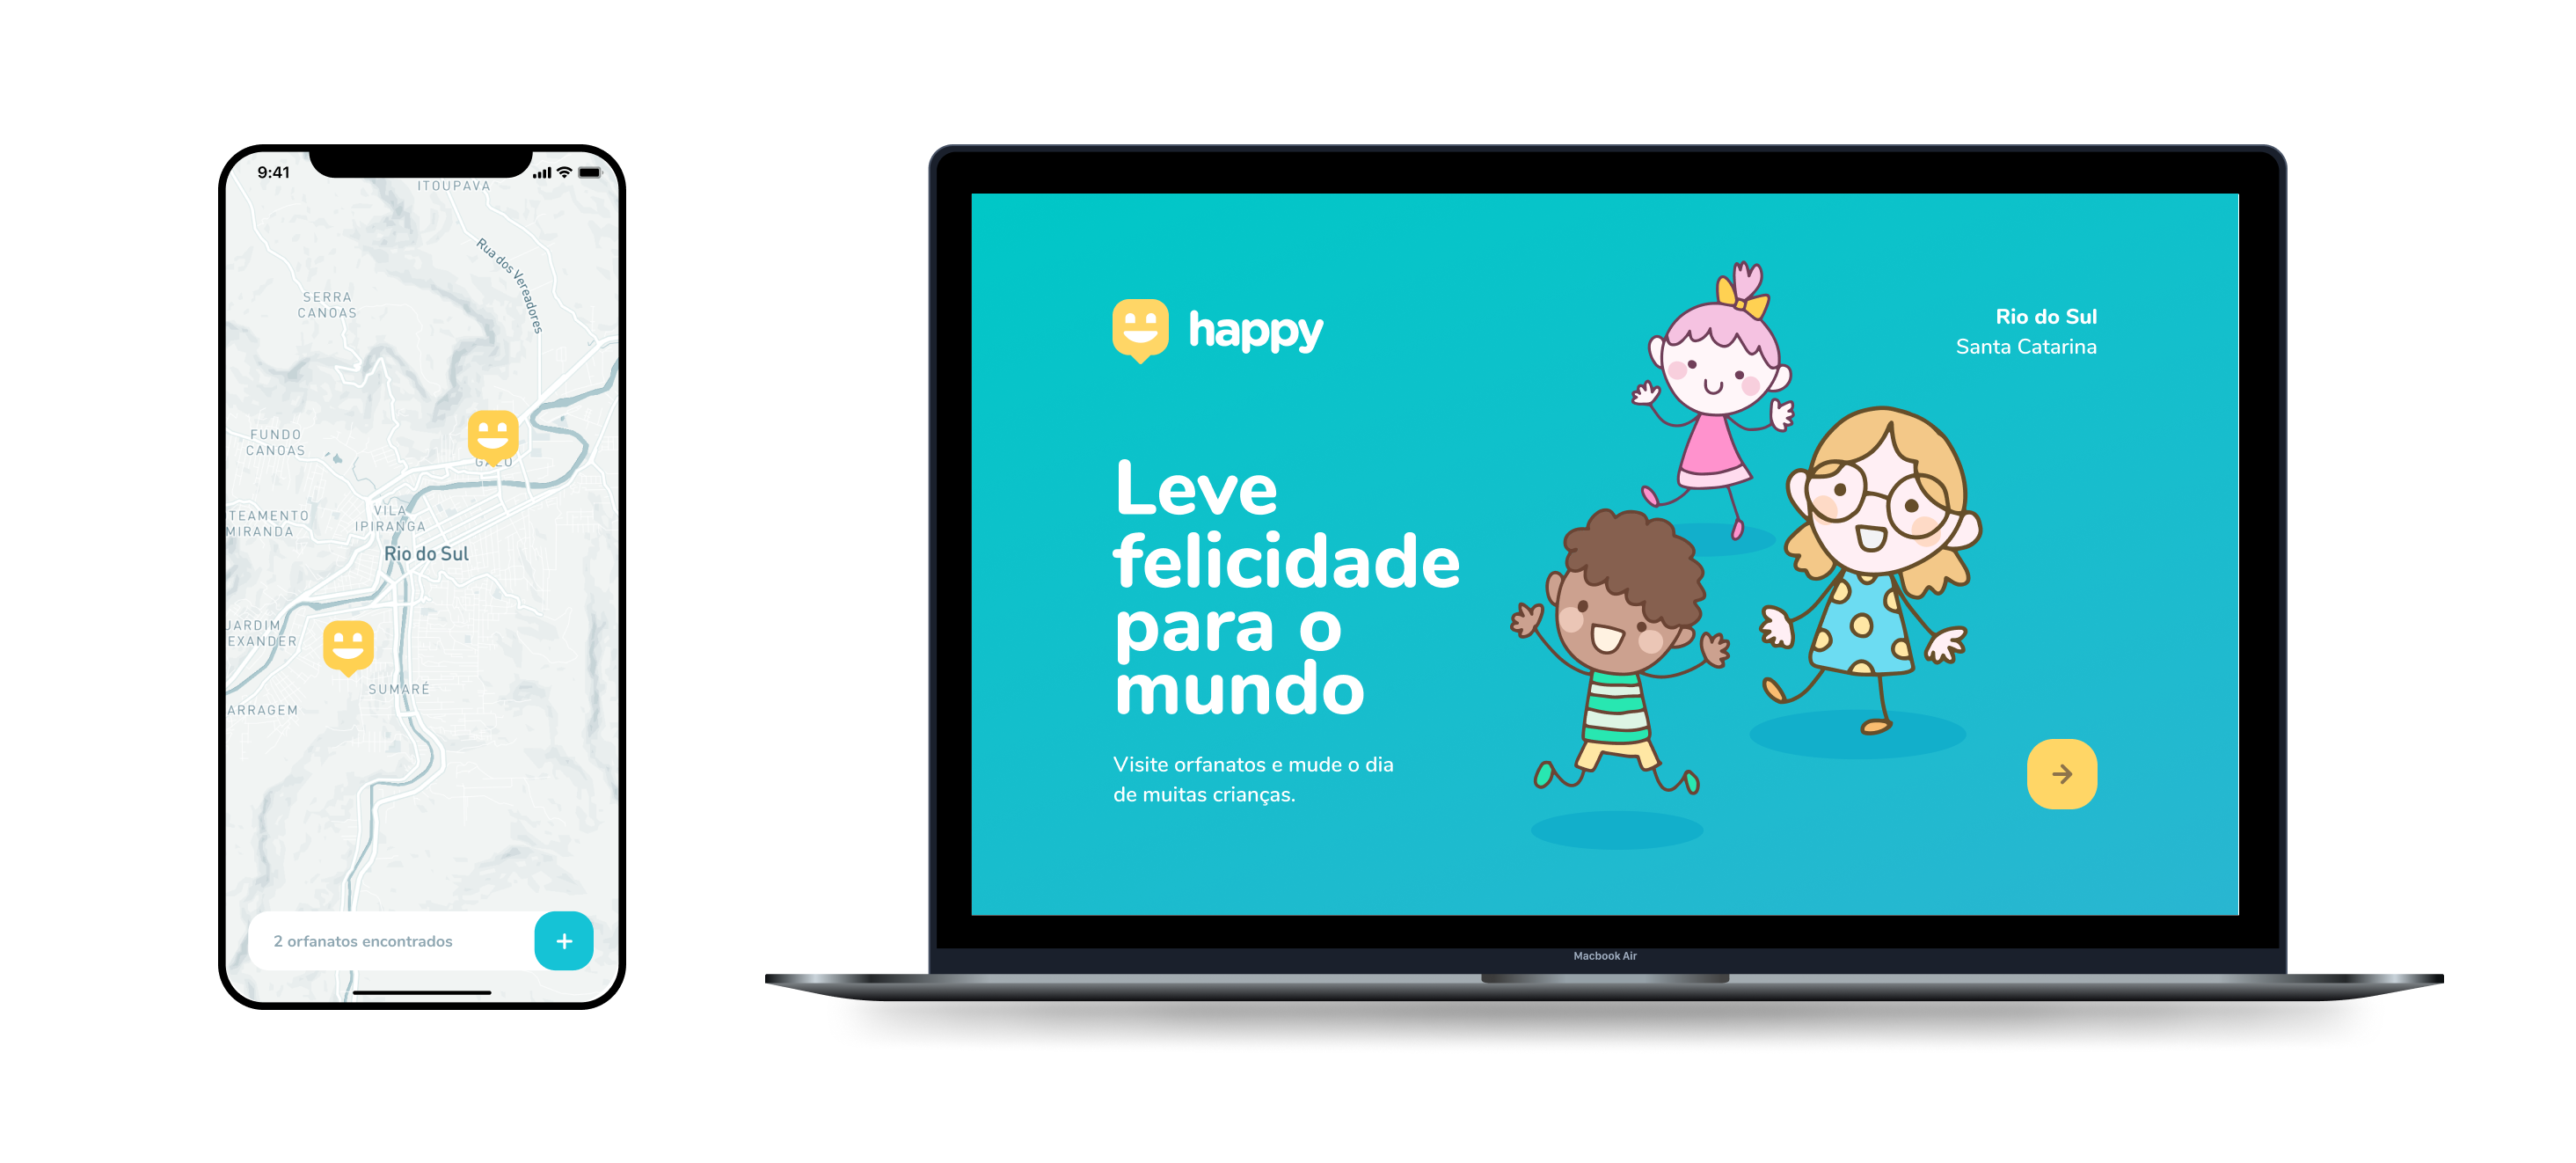 9:41
ITOUPAVA
Rua dos Vereadores
SERRA
CANOAS
FUNDO
CANOAS
TEAMENTO
MIRANDA
VILA
IPIRANGA
Rio do Sul
JARDIM
EXANDER
SUMARÉ
ARRAGEM
2 orfanatos encontrados
happy
Rio do Sul
Santa Catarina
Leve
felicidade
para o
mundo
Visite orfanatos e mude o dia
de muitas crianças.
Macbook Air